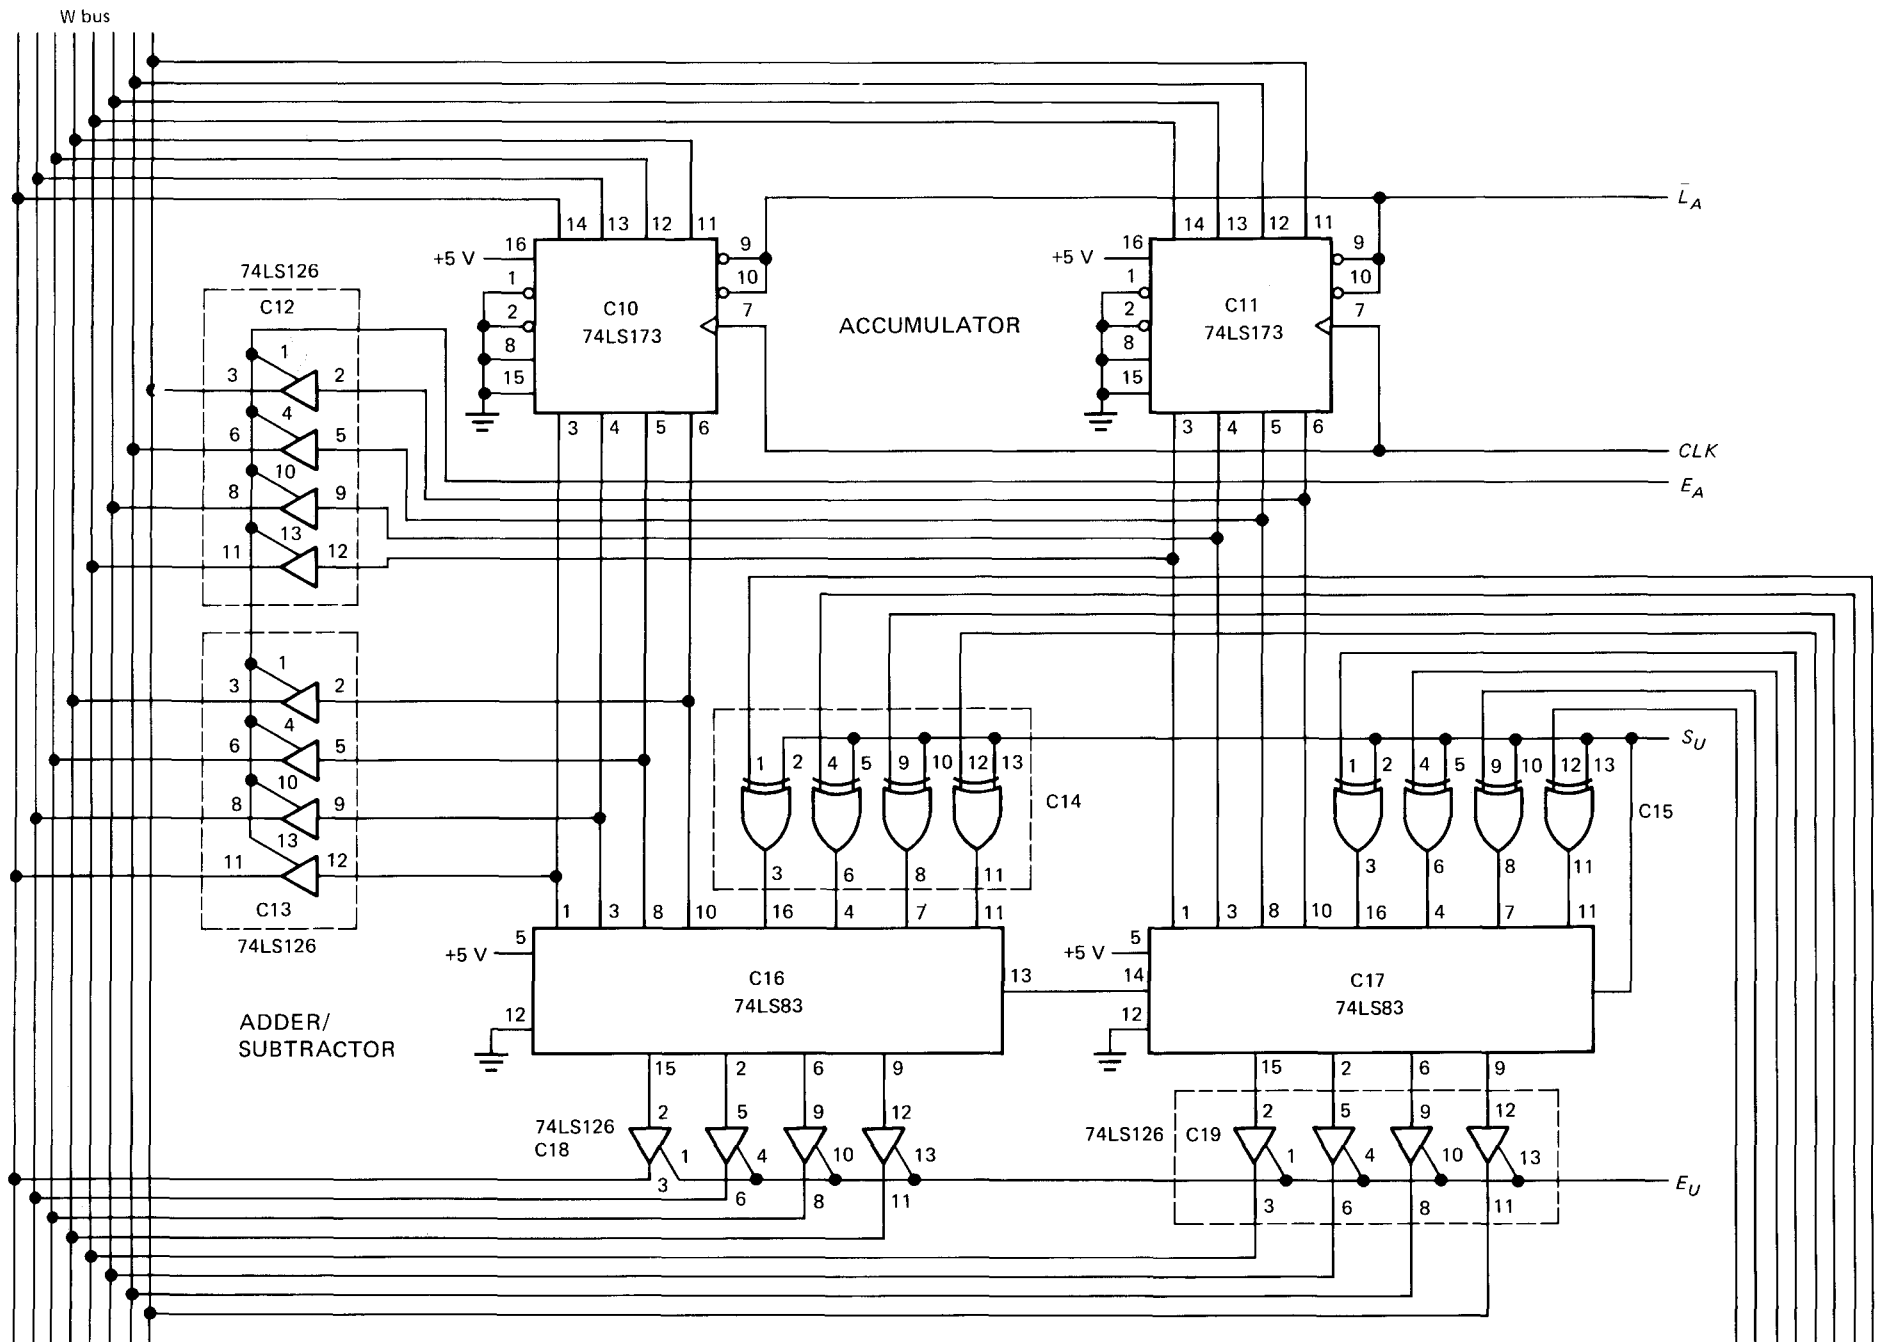 W bus
14 13 12 11
14 13 12 11
L̄A
16
+5 V
9
1
10
2
7
8
15
C10
74LS173
ACCUMULATOR
16
+5 V
9
1
10
2
7
8
15
C11
74LS173
3 4 5 6
3 4 5 6
CLK
EA
74LS126
C12
1
3 2
4
6 5
10
8 9
13
11 12
1
3 2
4
6 5
10
8 9
13
11 12
C13
74LS126
1 2 4 5 9 10 12 13
C14
3 6 8 11
SU
1 2 4 5 9 10 12 13
C15
3 6 8 11
1 3 8 10 16 4 7 11
5
+5 V
C16
74LS83
13
12
1 3 8 10 16 4 7 11
5
+5 V
14
C17
74LS83
12
ADDER/
SUBTRACTOR
15 2 6 9
15 2 6 9
74LS126
C18
2 5 9 12
1 4 10 13
3 6 8 11
74LS126 C19
2 5 9 12
1 4 10 13
3 6 8 11
EU